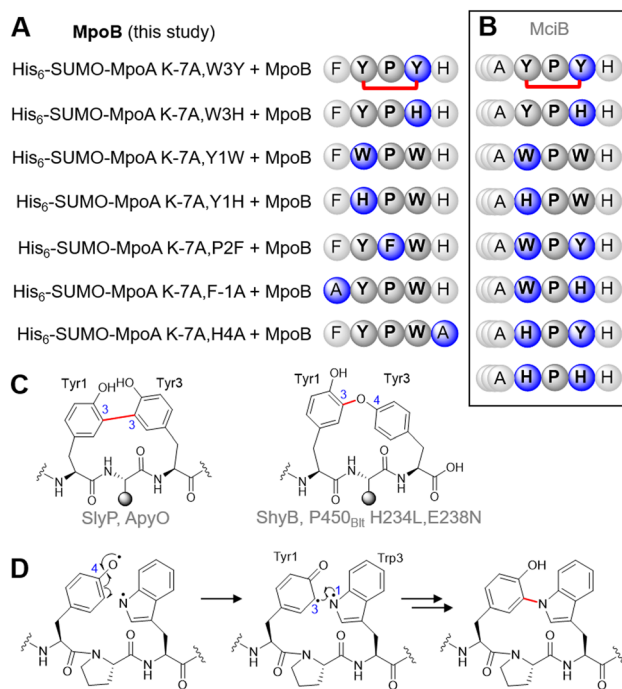 A MpoB (this study)
B MciB
His6-SUMO-MpoA K-7A,W3Y + MpoB F Y P Y H
A Y P Y H
His6-SUMO-MpoA K-7A,W3H + MpoB F Y P H H
A Y P H H
His6-SUMO-MpoA K-7A,Y1W + MpoB F W P W H
A W P W H
His6-SUMO-MpoA K-7A,Y1H + MpoB F H P W H
A H P W H
His6-SUMO-MpoA K-7A,P2F + MpoB F Y F W H
A W P Y H
His6-SUMO-MpoA K-7A,F-1A + MpoB A Y P W H
A W P H H
His6-SUMO-MpoA K-7A,H4A + MpoB F Y P W A
A H P Y H
A H P H H
C
Tyr1 OH HO Tyr3
3
3
N
H
O
H
N
O
N
H
O
SlyP, ApyO
OH
Tyr1 Tyr3
3 O 4
N
H
O
H
N
O
N
H
OH
O
ShyB, P450Blt H234L,E238N
D
4 O
N
N
H
O
N
O
N
H
O
Tyr1 O Trp3
3 1
N
N
H
O
N
O
N
H
O
OH
N
N
H
O
N
O
N
H
O